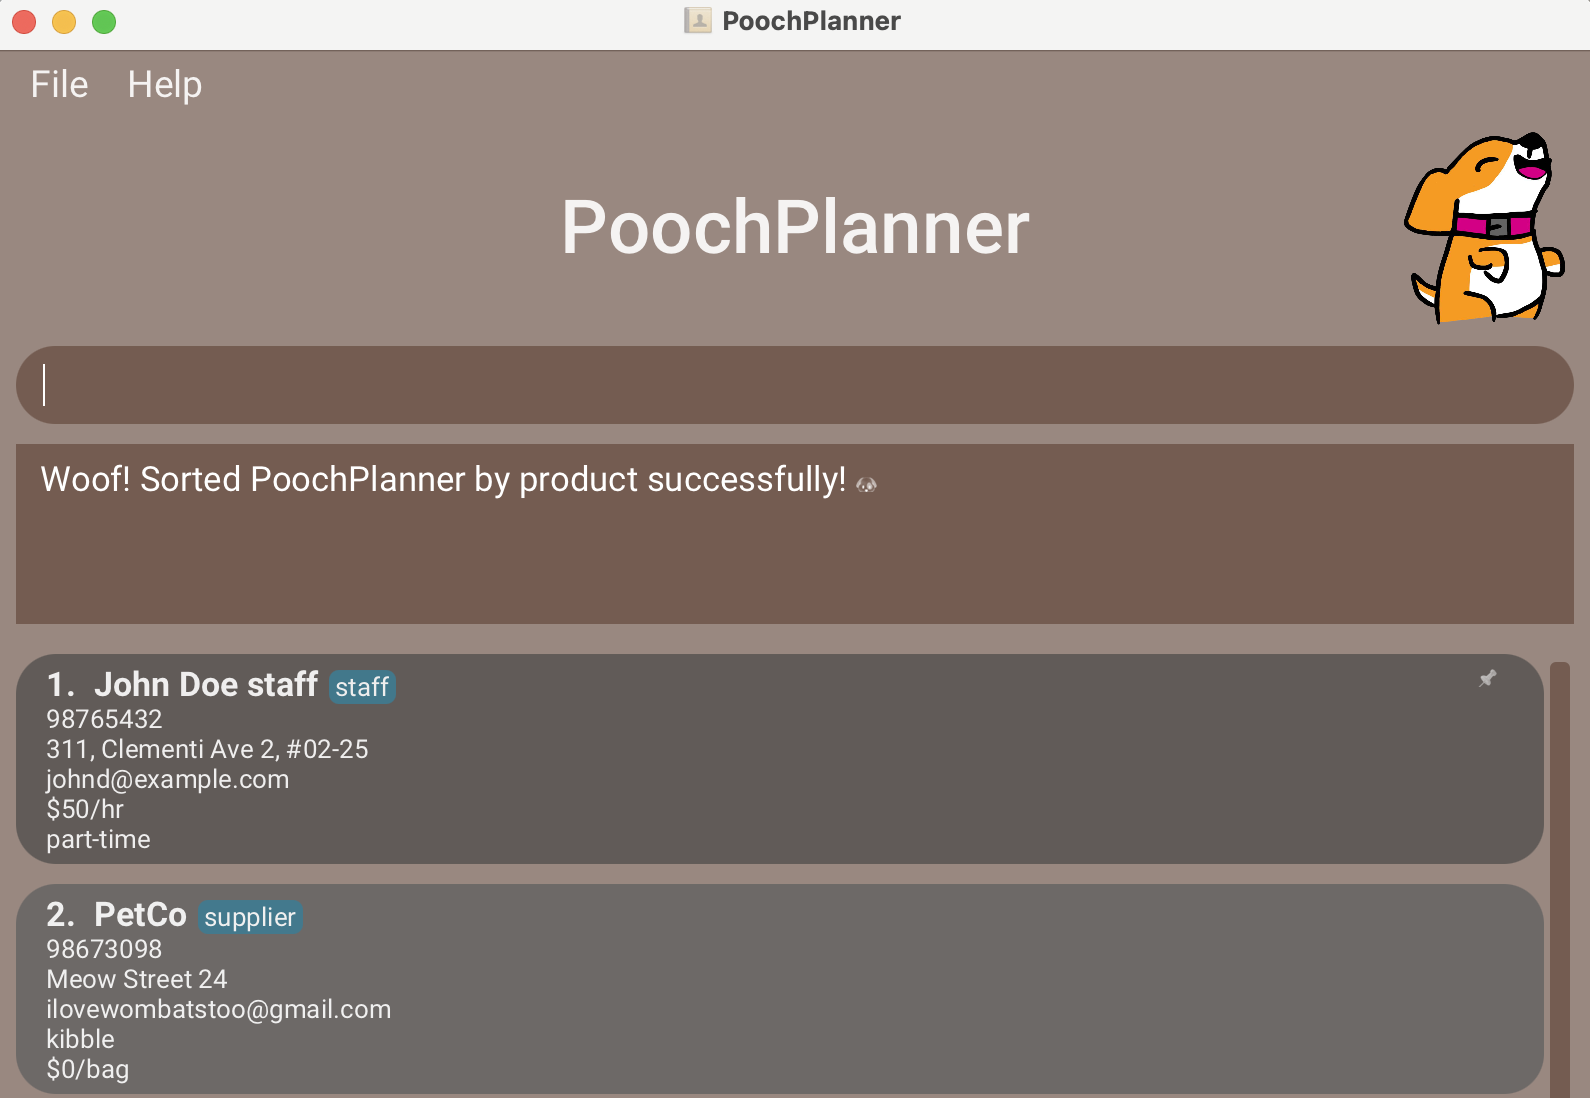 PoochPlanner
File Help
PoochPlanner
Woof! Sorted PoochPlanner by product successfully!
1. John Doe staff staff
98765432
311, Clementi Ave 2, #02-25
johnd@example.com
$50/hr
part-time
2. PetCo supplier
98673098
Meow Street 24
ilovewombatstoo@gmail.com
kibble
$0/bag